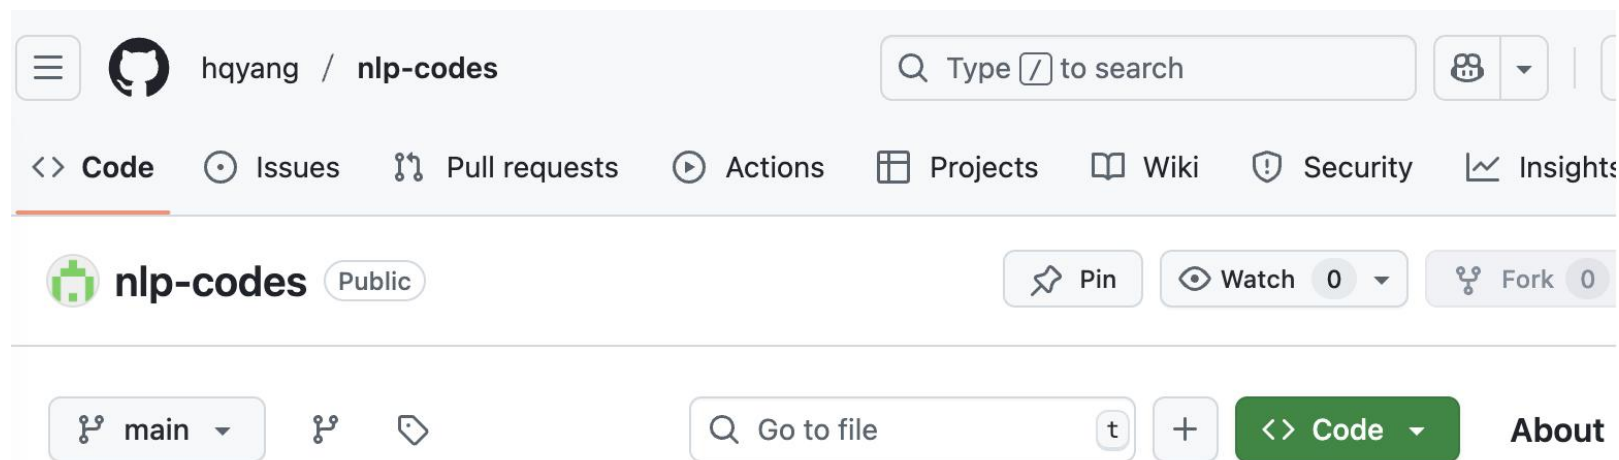 hqyang / nlp-codes Type / to search
Code Issues Pull requests Actions Projects Wiki Security Insights
nlp-codes Public Pin Watch 0 Fork 0
main Go to file t + Code About